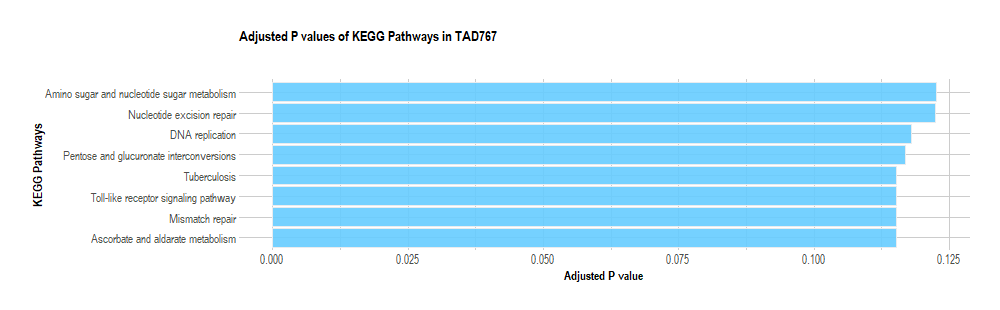 Adjusted P values of KEGG Pathways in TAD767
KEGG Pathways
Amino sugar and nucleotide sugar metabolism
Nucleotide excision repair
DNA replication
Pentose and glucuronate interconversions
Tuberculosis
Toll-like receptor signaling pathway
Mismatch repair
Ascorbate and aldarate metabolism
0.000 0.025 0.050 0.075 0.100 0.125
Adjusted P value